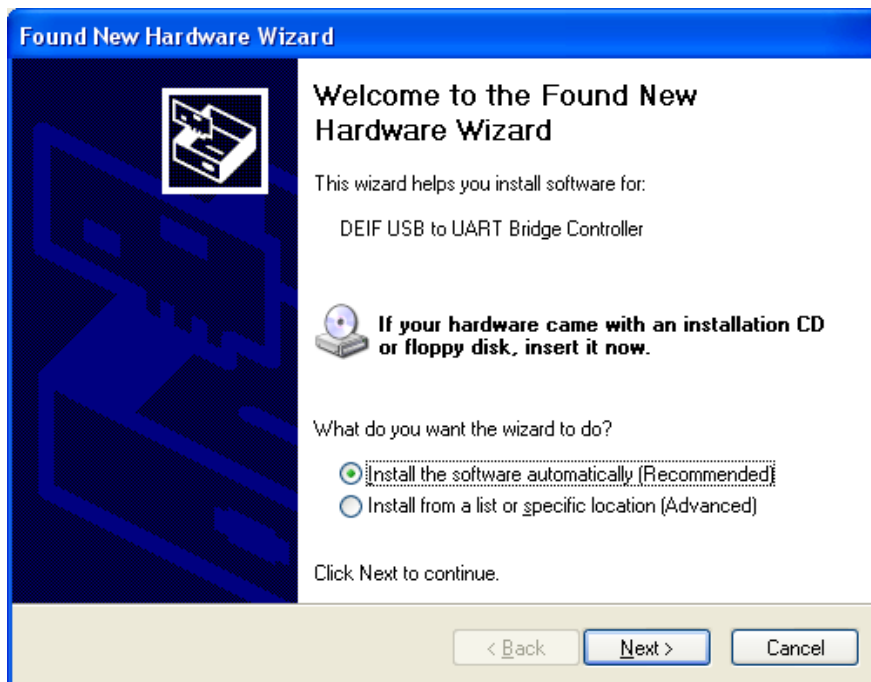 Found New Hardware Wizard
Welcome to the Found New
Hardware Wizard
This wizard helps you install software for:
DEIF USB to UART Bridge Controller
If your hardware came with an installation CD
or floppy disk, insert it now.
What do you want the wizard to do?
Install the software automatically (Recommended)
Install from a list or specific location (Advanced)
Click Next to continue.
< Back Next > Cancel